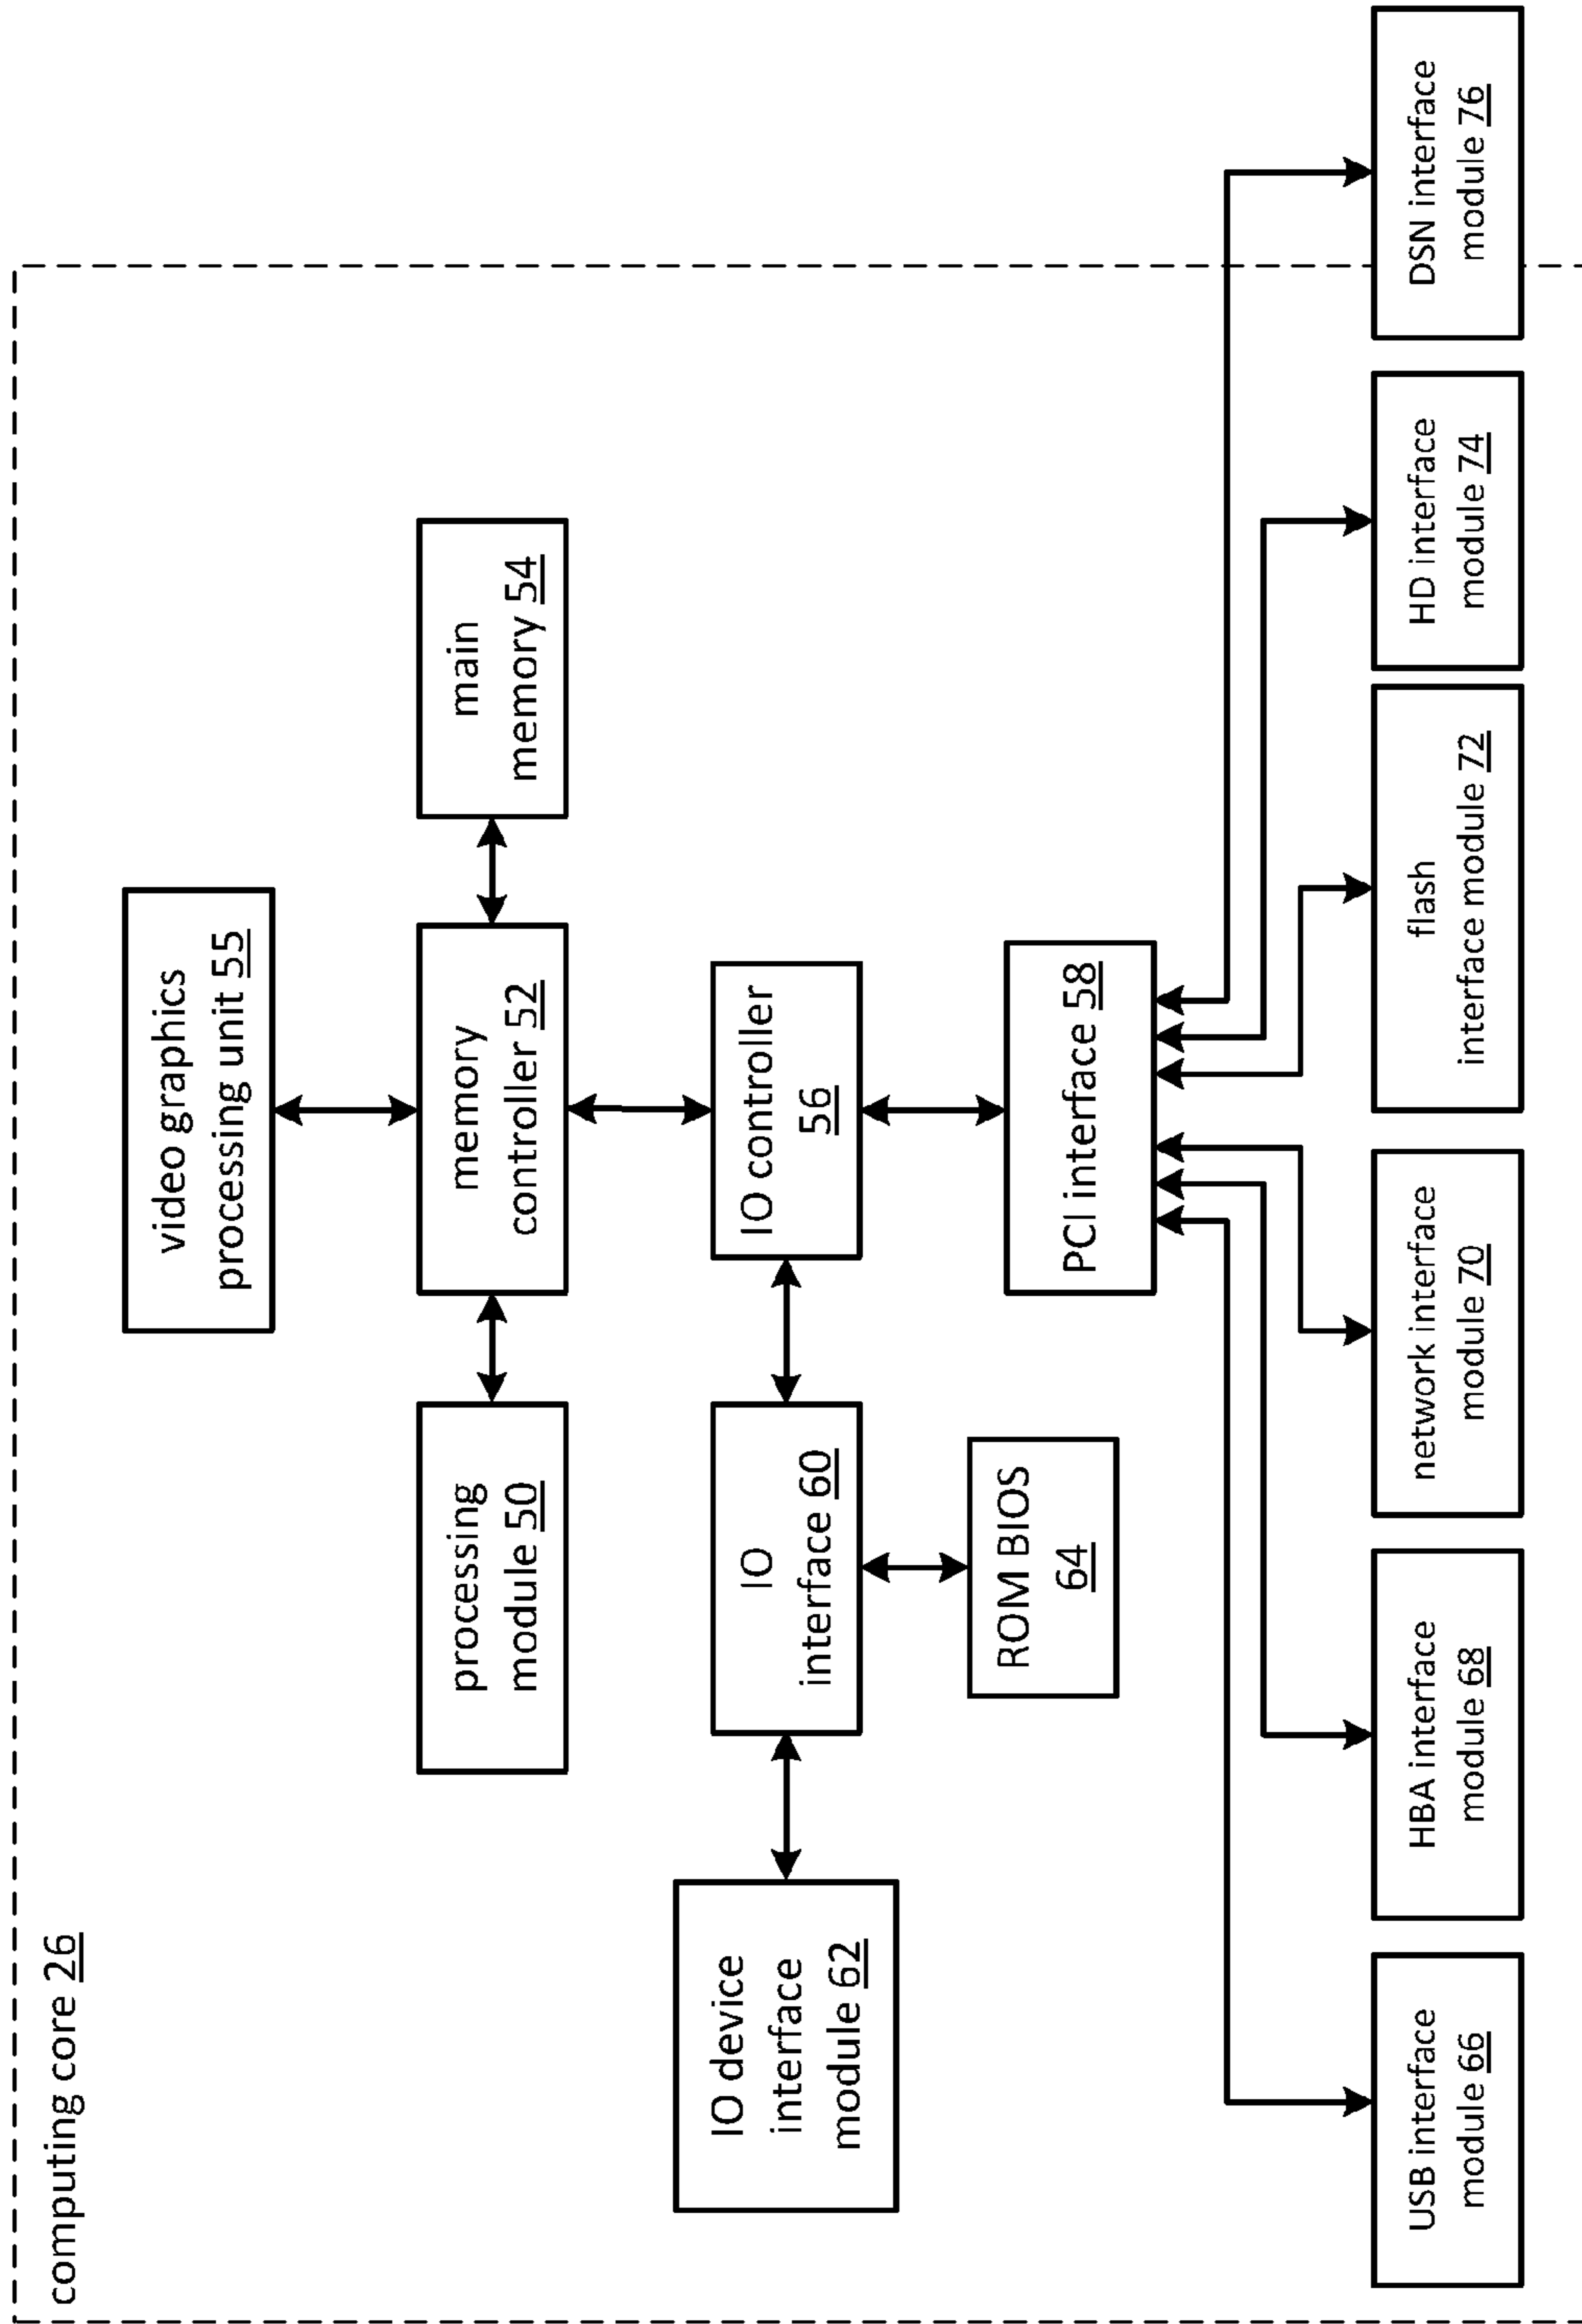 computing core 26
video graphics
processing unit 55
processing
module 50
memory
controller 52
main
memory 54
IO device
interface
module 62
IO
interface 60
IO controller
56
ROM BIOS
64
PCI interface 58
USB interface
module 66
HBA interface
module 68
network interface
module 70
flash
interface module 72
HD interface
module 74
DSN interface
module 76